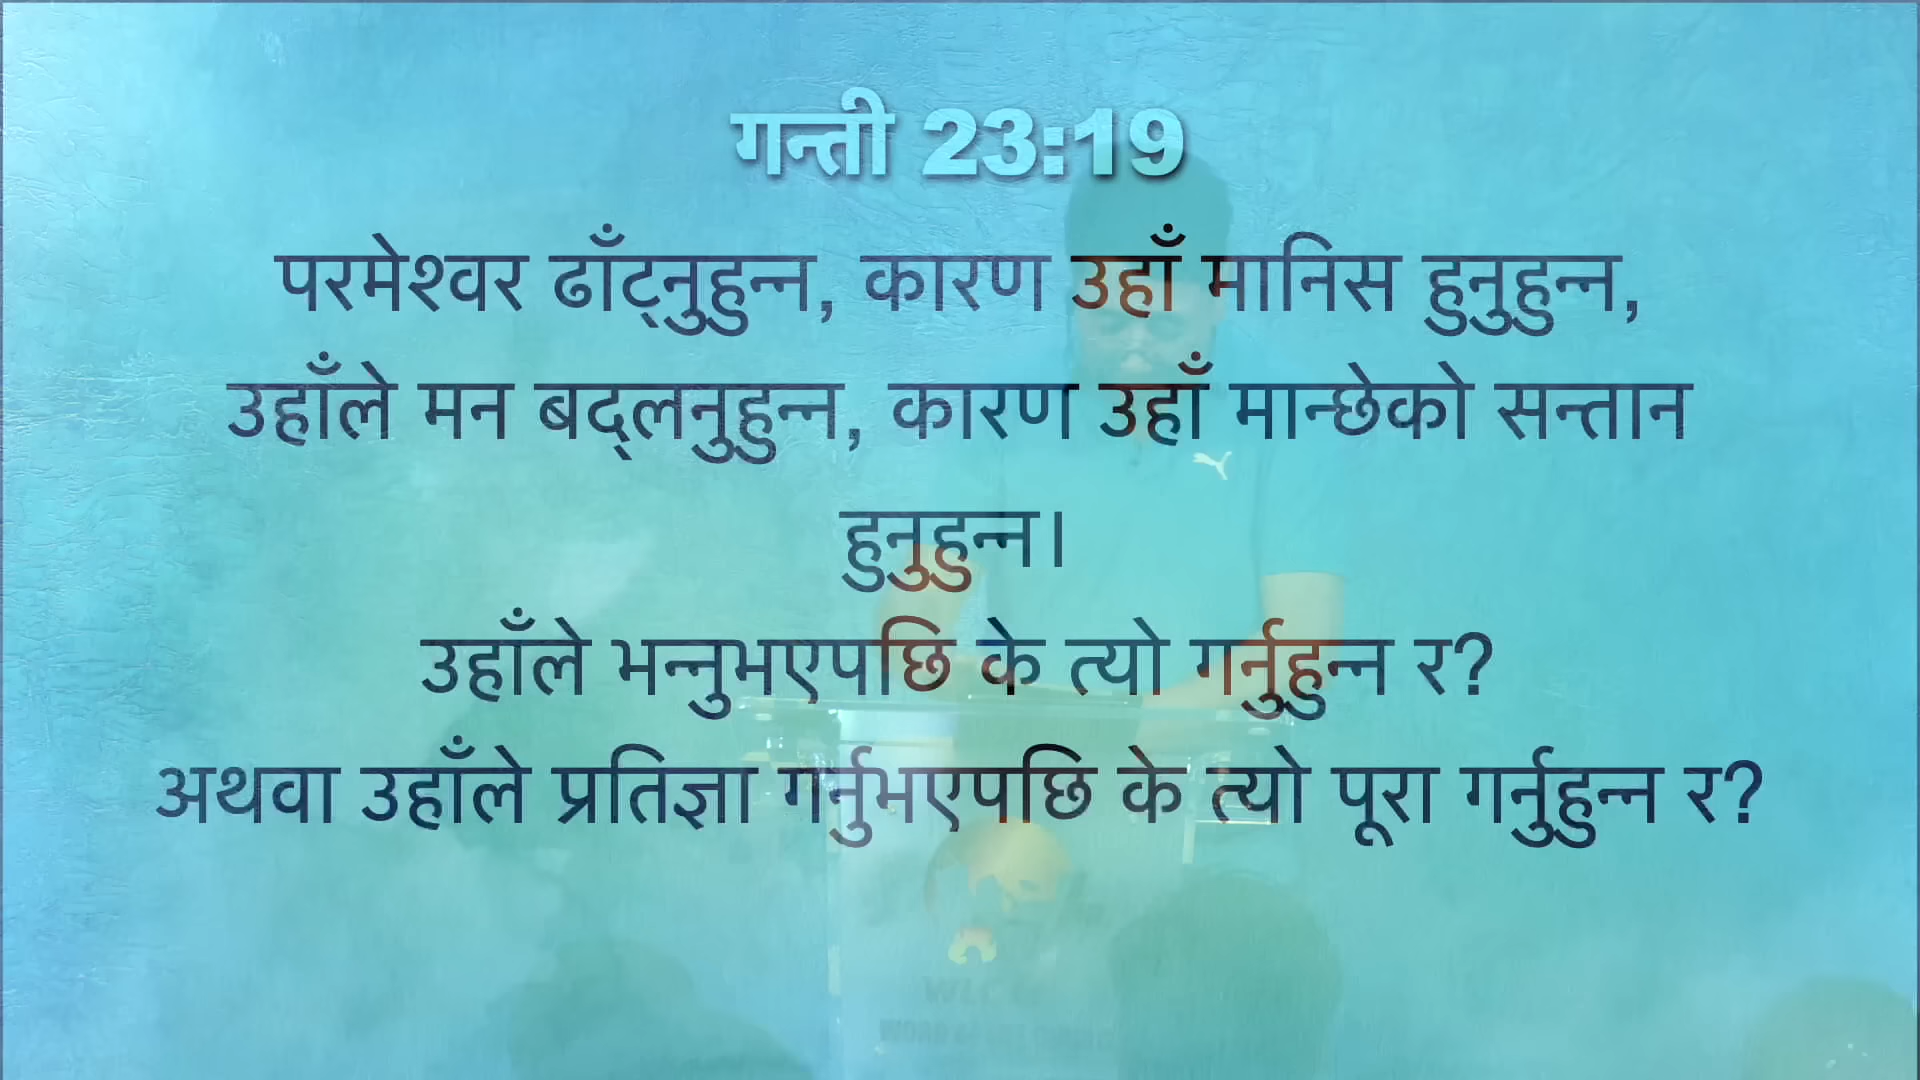 गन्ती 23:19
परमेश्वर ढाँट्नुहुन्न, कारण उहाँ मानिस हुनुहुन्न,
उहाँले मन बद्लनुहुन्न, कारण उहाँ मान्छेको सन्तान
हुनुहुन्न।
उहाँले भन्नुभएपछि के त्यो गर्नुहुन्न र?
अथवा उहाँले प्रतिज्ञा गर्नुभएपछि के त्यो पूरा गर्नुहुन्न र?